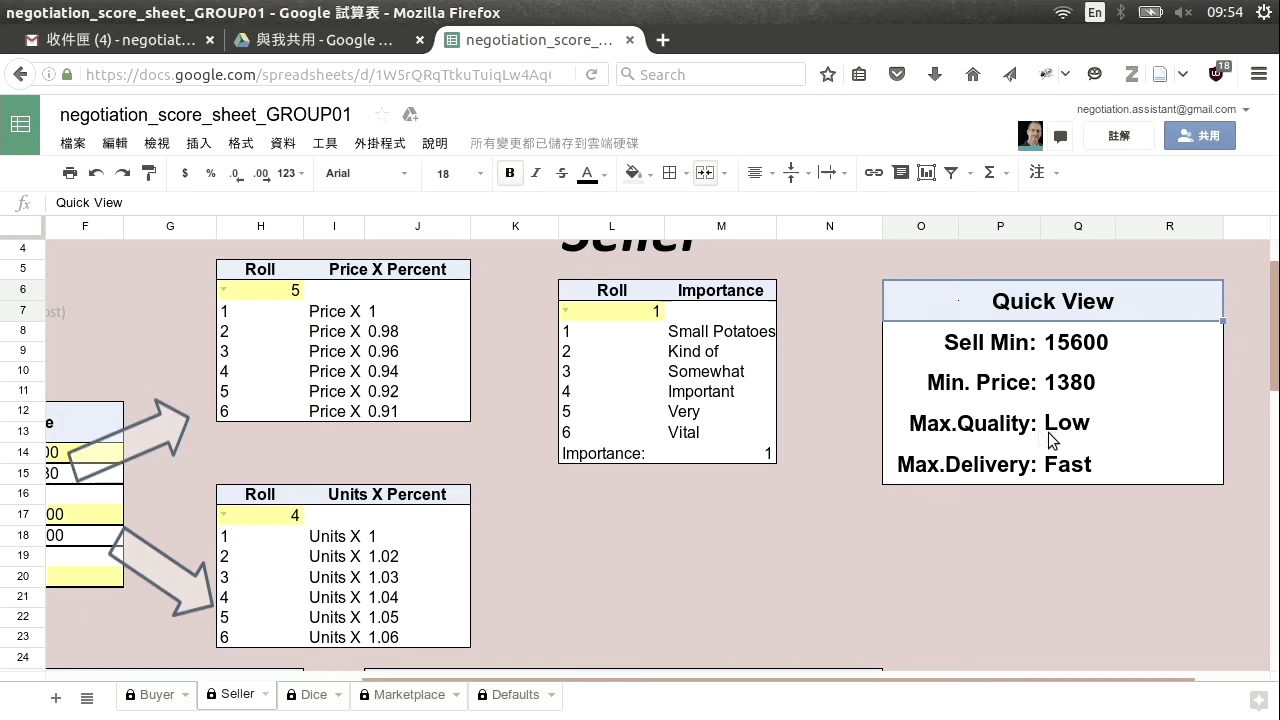 negotiation_score_sheet_GROUP01 - Google 試算表 - Mozilla Firefox
En
09:54
收件匣 (4) - negotiat… ×
與我共用 - Google … ×
negotiation_score_… ×
https://docs.google.com/spreadsheets/d/1W5rQRqTtkuTuiqLw4Aq
Search
18
negotiation_score_sheet_GROUP01
negotiation.assistant@gmail.com
檔案 編輯 檢視 插入 格式 資料 工具 外掛程式 說明 所有變更都已儲存到雲端硬碟
註解 共用
$ % .0 .00 123 Arial 18 B I S A Σ 注
fx Quick View
F G H I J K L M N O P Q R
4 Seller
5 Roll Price X Percent
6 5 Roll Importance Quick View
7 ost) 1 Price X 1 1
8 2 Price X 0.98 1 Small Potatoes Sell Min: 15600
9 3 Price X 0.96 2 Kind of
10 4 Price X 0.94 3 Somewhat Min. Price: 1380
11 5 Price X 0.92 4 Important
12 6 Price X 0.91 5 Very Max.Quality: Low
13 e 6 Vital
14 00 Importance: 1 Max.Delivery: Fast
15 30
16 Roll Units X Percent
17 00 4
18 00 1 Units X 1
19 2 Units X 1.02
20 3 Units X 1.03
21 4 Units X 1.04
22 5 Units X 1.05
23 6 Units X 1.06
24
+ Buyer Seller Dice Marketplace Defaults